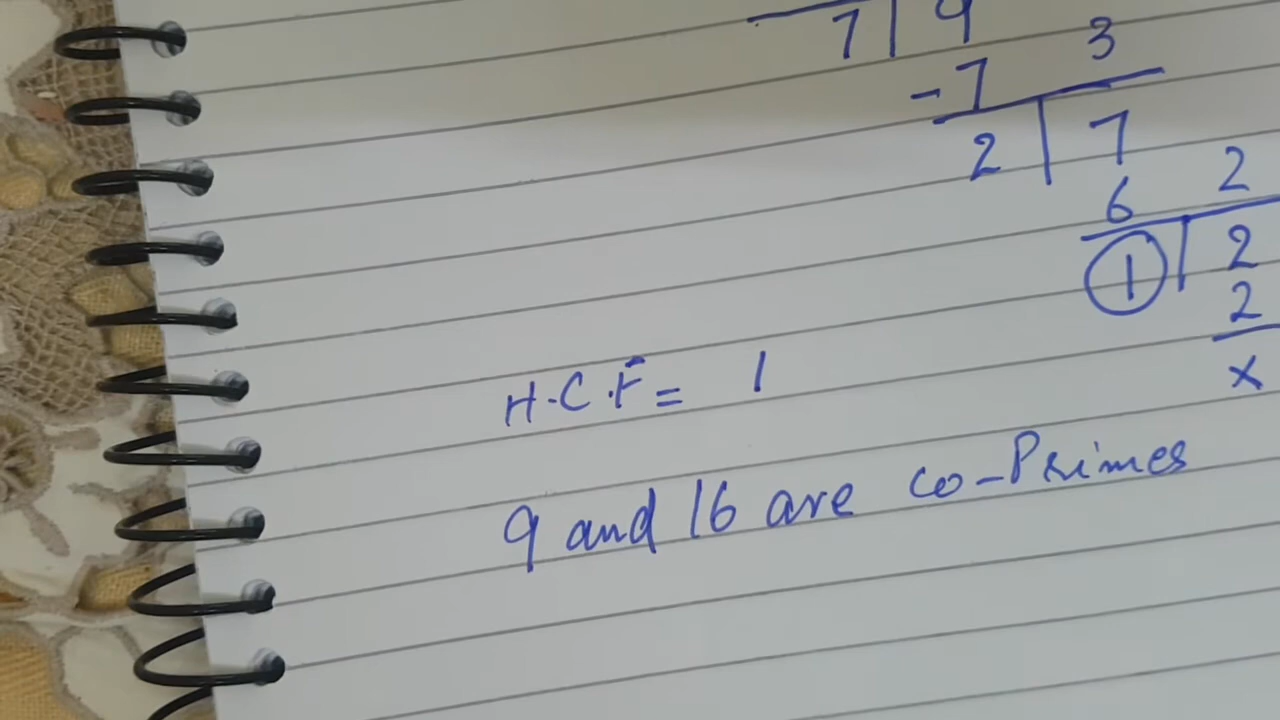 7 | 9
- 7 3
2 | 7
6 2
1 | 2
2
x
H.C.F = 1
9 and 16 are co-Primes